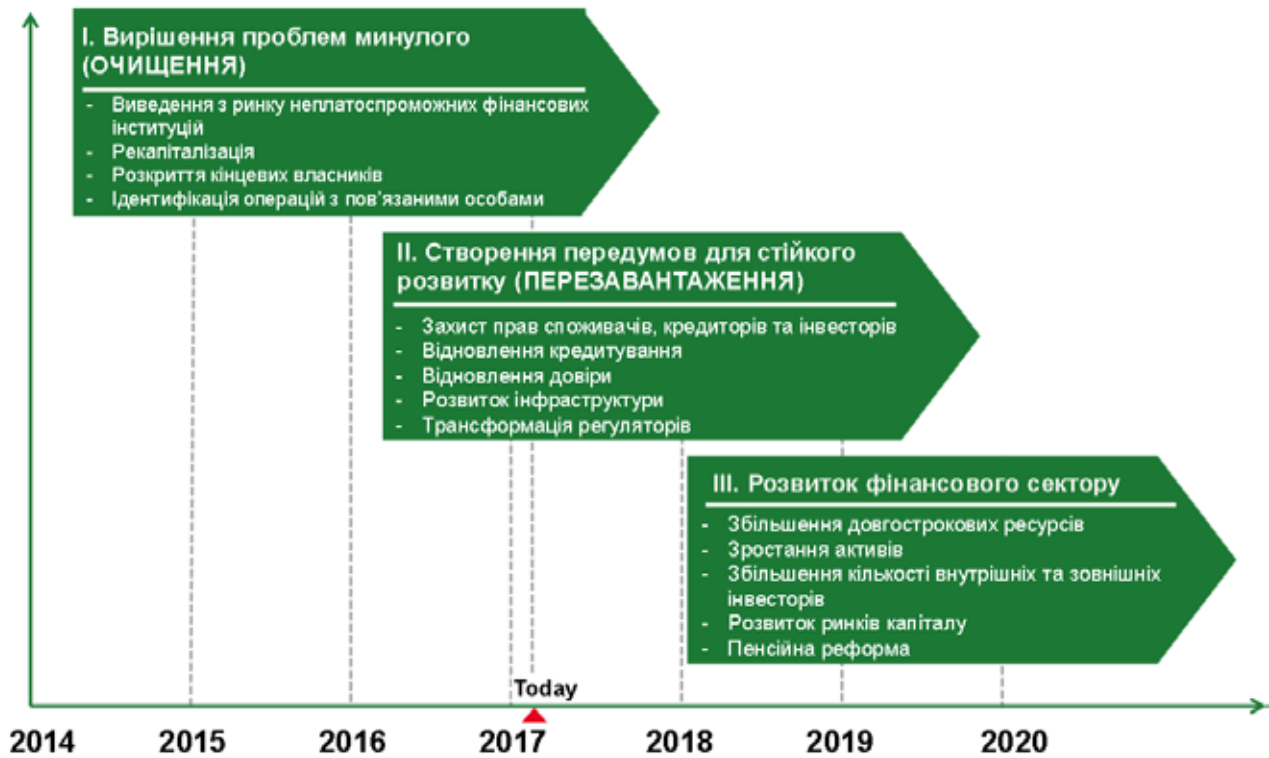 І. Вирішення проблем минулого
(ОЧИЩЕННЯ)
- Виведення з ринку неплатоспроможних фінансових
інституцій
- Рекапіталізація
- Розкриття кінцевих власників
- Ідентифікація операцій з пов'язаними особами
ІІ. Створення передумов для стійкого
розвитку (ПЕРЕЗАВАНТАЖЕННЯ)
- Захист прав споживачів, кредиторів та інвесторів
- Відновлення кредитування
- Відновлення довіри
- Розвиток інфраструктури
- Трансформація регуляторів
ІІІ. Розвиток фінансового сектору
- Збільшення довгострокових ресурсів
- Зростання активів
- Збільшення кількості внутрішніх та зовнішніх
інвесторів
- Розвиток ринків капіталу
- Пенсійна реформа
Today
2014 2015 2016 2017 2018 2019 2020